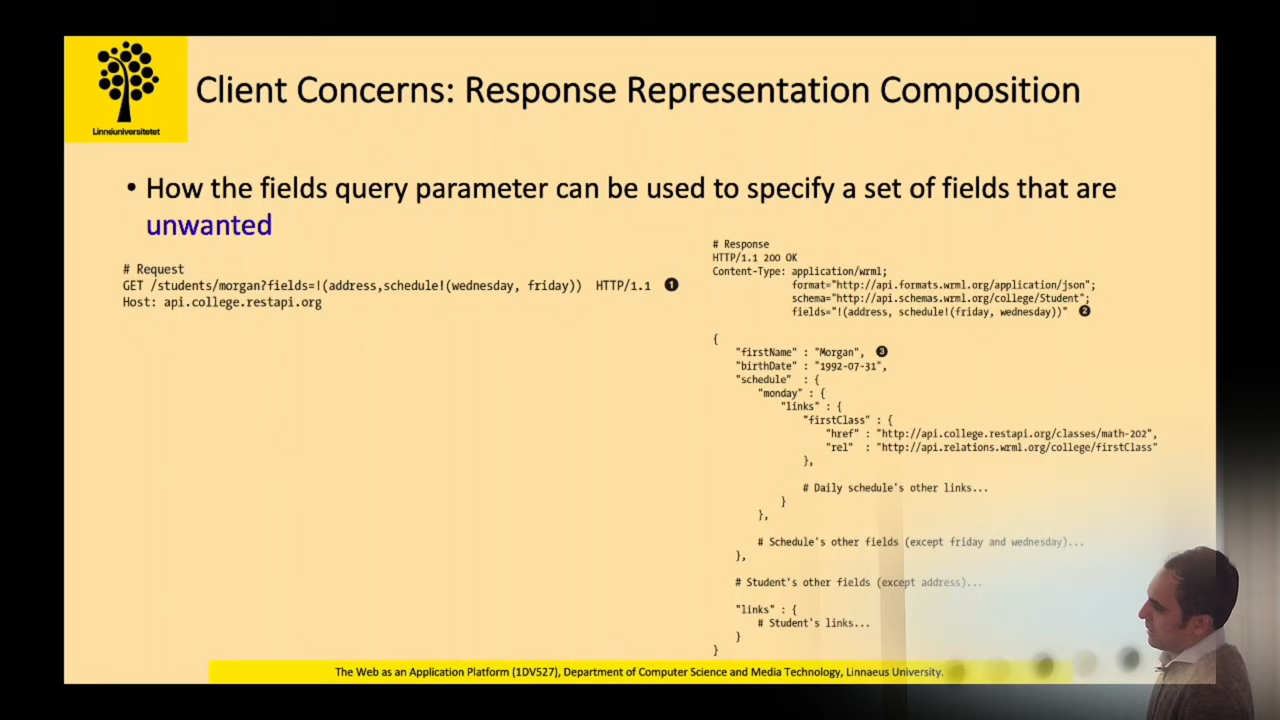 Linnéuniversitetet
Client Concerns: Response Representation Composition
• How the fields query parameter can be used to specify a set of fields that are
unwanted
# Request
GET /students/morgan?fields=!(address,schedule!(wednesday, friday)) HTTP/1.1 ❶
Host: api.college.restapi.org
# Response
HTTP/1.1 200 OK
Content-Type: application/wrml;
format="http://api.formats.wrml.org/application/json";
schema="http://api.schemas.wrml.org/college/Student";
fields="!(address, schedule!(friday, wednesday))" ❷
{
"firstName" : "Morgan", ❸
"birthDate" : "1992-07-31",
"schedule" : {
"monday" : {
"links" : {
"firstClass" : {
"href" : "http://api.college.restapi.org/classes/math-202",
"rel" : "http://api.relations.wrml.org/college/firstClass"
},
# Daily schedule's other links...
}
},
# Schedule's other fields (except friday and wednesday)...
},
# Student's other fields (except address)...
"links" : {
# Student's links...
}
}
The Web as an Application Platform (1DV527), Department of Computer Science and Media Technology, Linnaeus University.